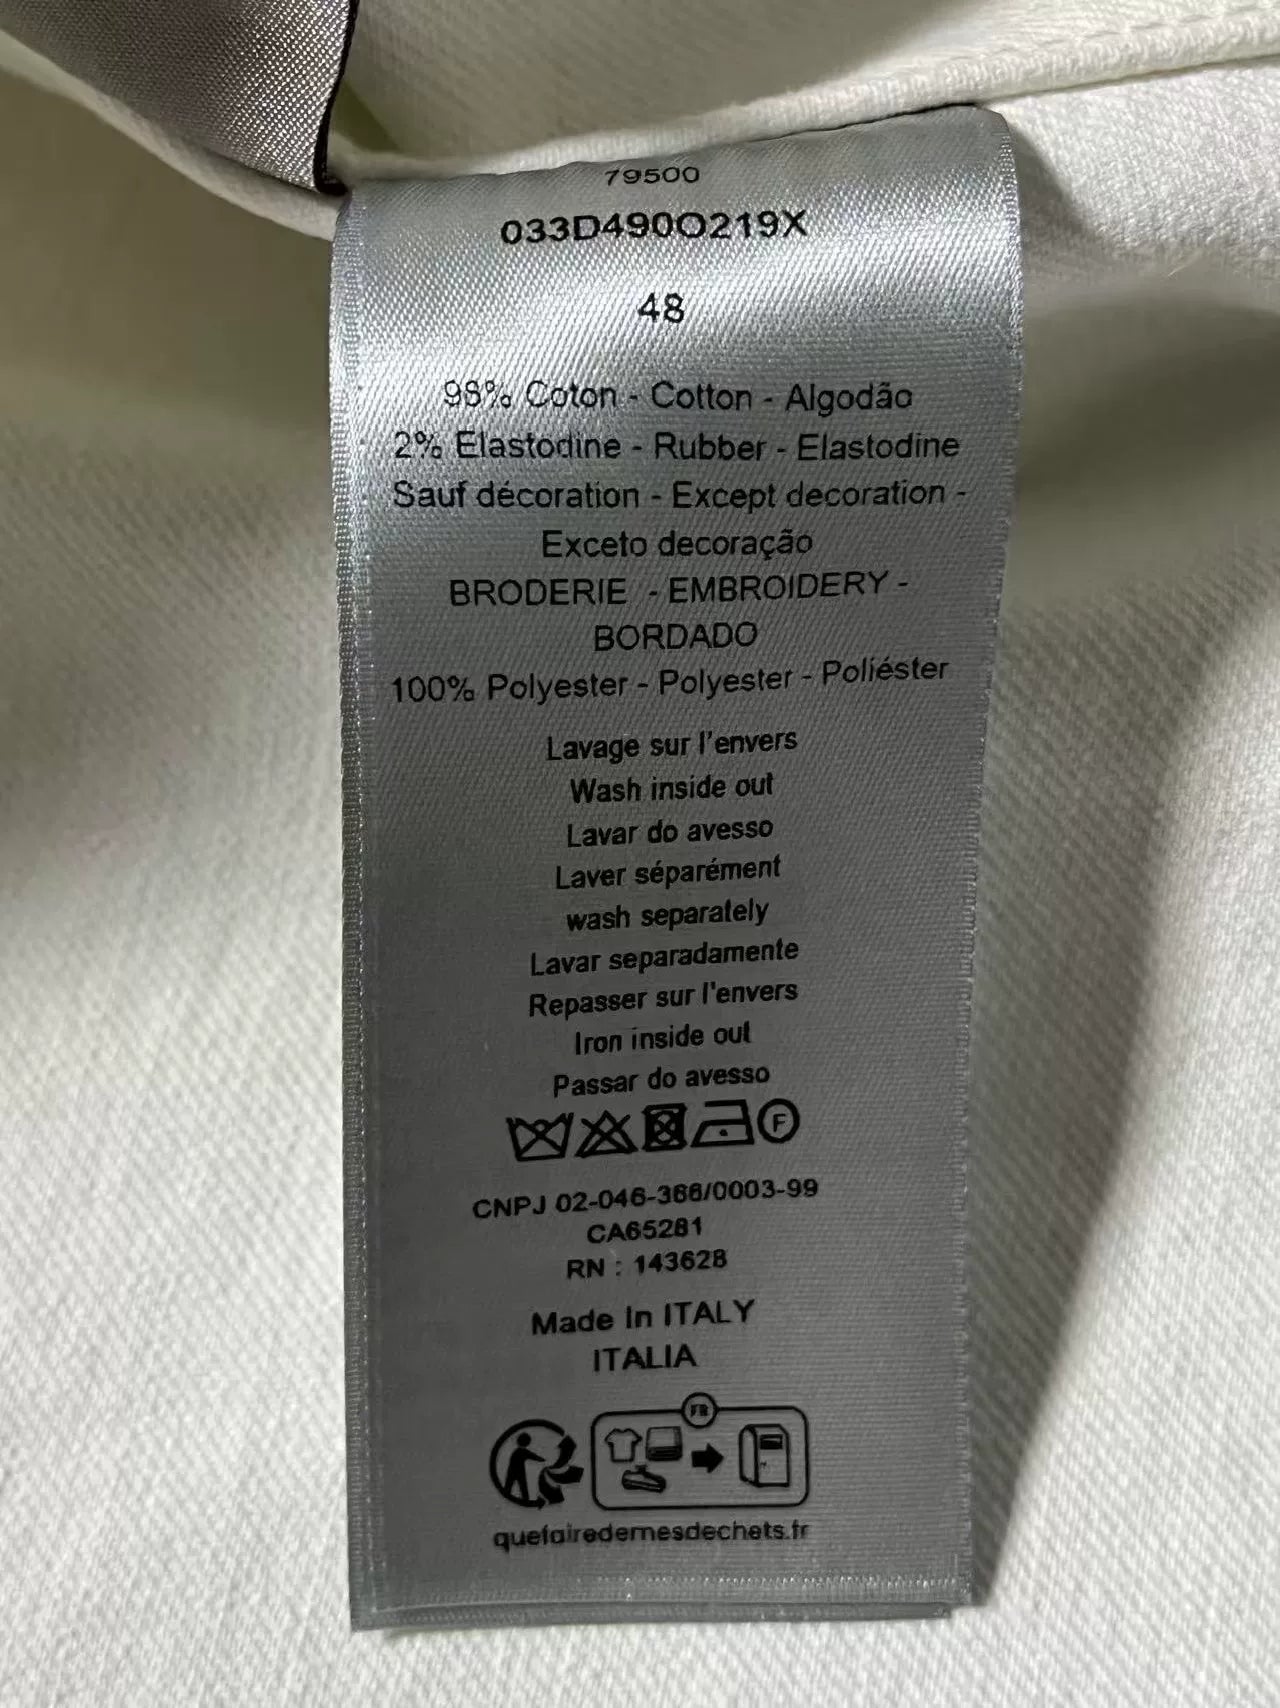 79500
033D490O219X
48
98% Coton - Cotton - Algodão
2% Elastodine - Rubber - Elastodine
Sauf décoration - Except decoration -
Exceto decoração
BRODERIE - EMBROIDERY -
BORDADO
100% Polyester - Polyester - Poliéster
Lavage sur l'envers
Wash inside out
Lavar do avesso
Laver séparément
wash separately
Lavar separadamente
Repasser sur l'envers
Iron inside out
Passar do avesso
F
CNPJ 02-046-366/0003-99
CA65281
RN : 143628
Made In ITALY
ITALIA
FR
quefairedemesdechets.fr